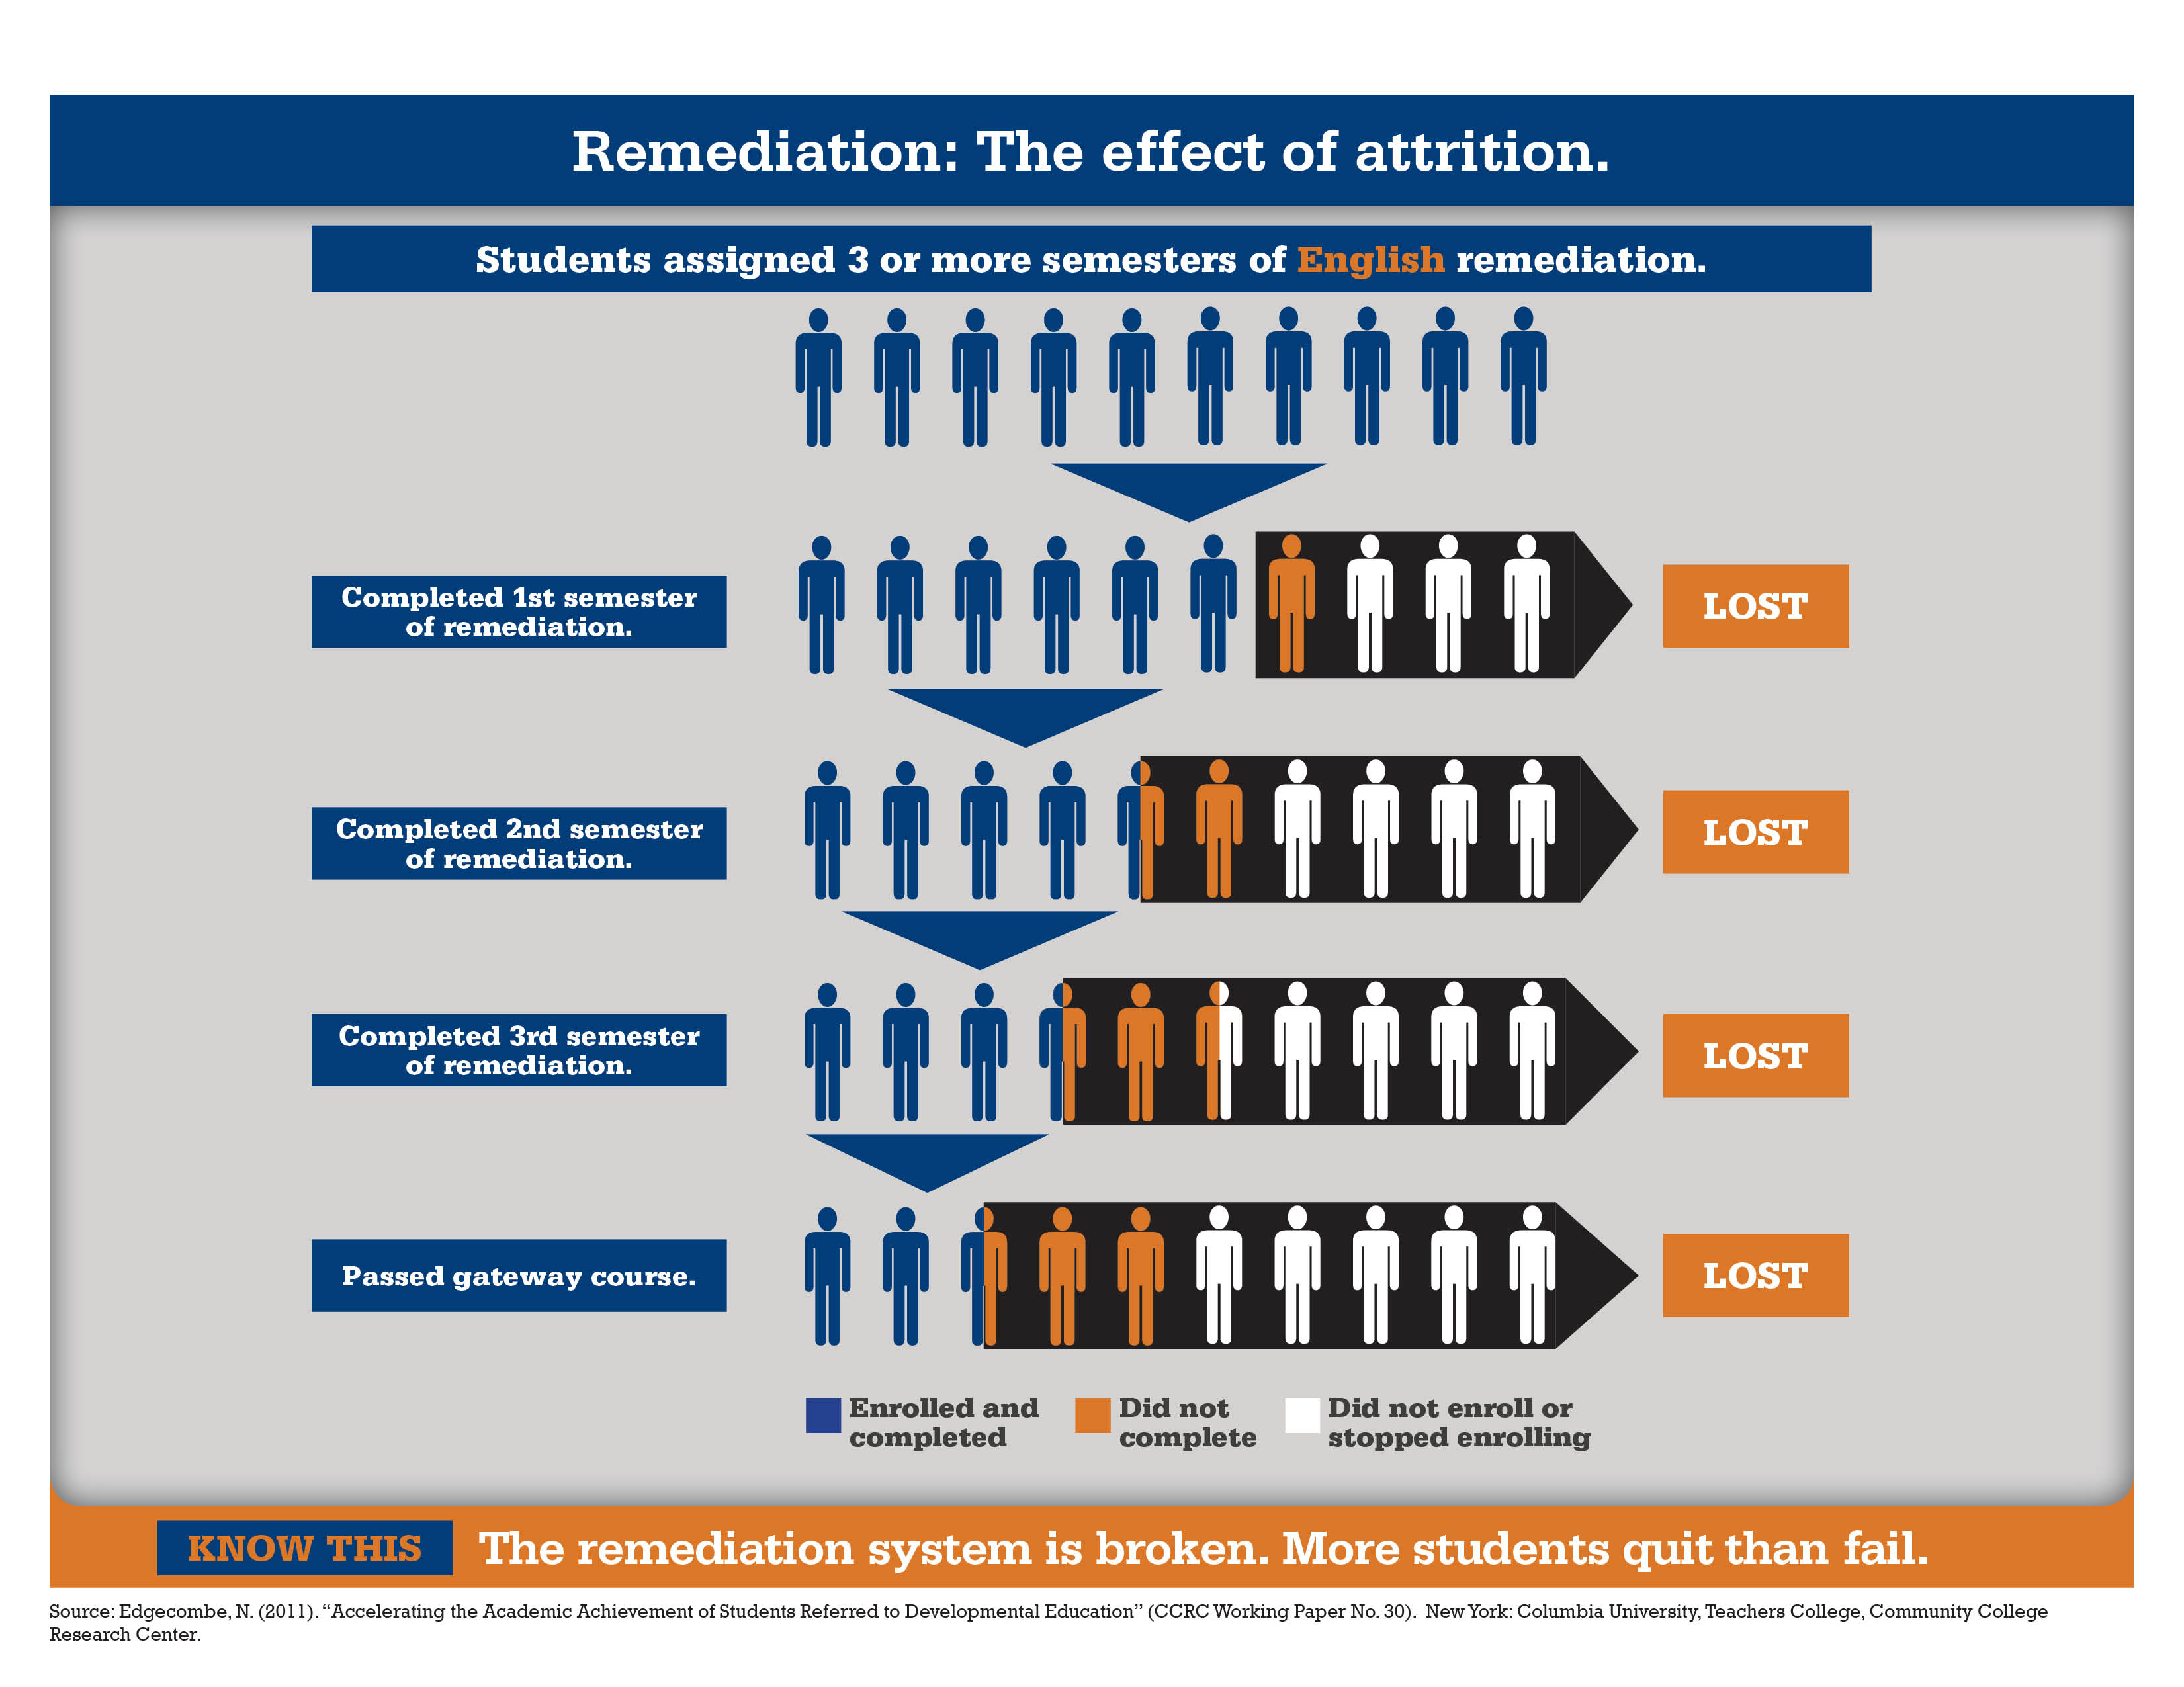 Remediation: The effect of attrition.
Students assigned 3 or more semesters of English remediation.
Completed 1st semester
of remediation.
LOST
Completed 2nd semester
of remediation.
LOST
Completed 3rd semester
of remediation.
LOST
Passed gateway course.
LOST
Enrolled and
completed
Did not
complete
Did not enroll or
stopped enrolling
KNOW THIS The remediation system is broken. More students quit than fail.
Source: Edgecombe, N. (2011). “Accelerating the Academic Achievement of Students Referred to Developmental Education” (CCRC Working Paper No. 30). New York: Columbia University, Teachers College, Community College
Research Center.